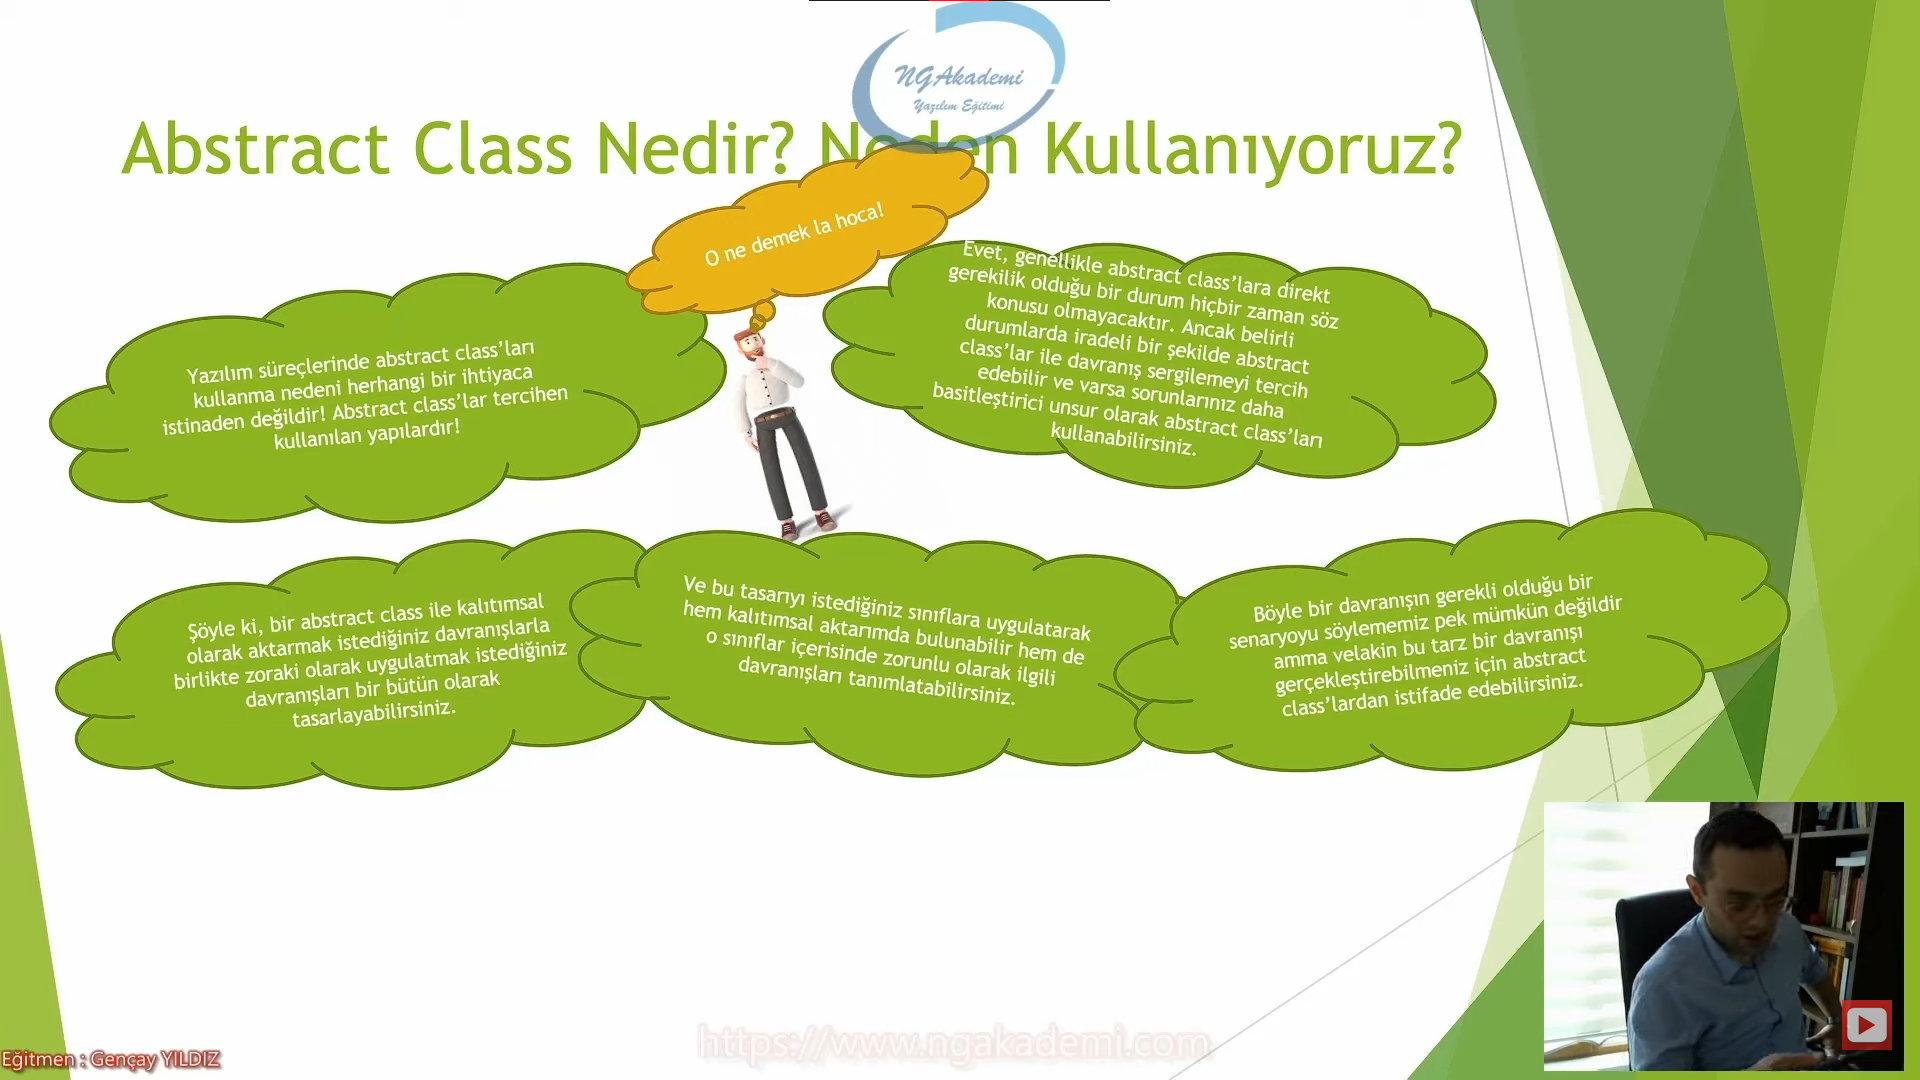 NGAkademi
Yazılım Eğitimi
Abstract Class Nedir? Neden Kullanıyoruz?
O ne demek la hoca!
Yazılım süreçlerinde abstract class'ları
kullanma nedeni herhangi bir ihtiyaca
istinaden değildir! Abstract class'lar tercihen
kullanılan yapılardır!
Evet, genellikle abstract class'lara direkt
gerekilik olduğu bir durum hiçbir zaman söz
konusu olmayacaktır. Ancak belirli
durumlarda iradeli bir şekilde abstract
class'lar ile davranış sergilemeyi tercih
edebilir ve varsa sorunlarınız daha
basitleştirici unsur olarak abstract class'ları
kullanabilirsiniz.
Şöyle ki, bir abstract class ile kalıtımsal
olarak aktarmak istediğiniz davranışlarla
birlikte zoraki olarak uygulatmak istediğiniz
davranışları bir bütün olarak
tasarlayabilirsiniz.
Ve bu tasarıyı istediğiniz sınıflara uygulatarak
hem kalıtımsal aktarımda bulunabilir hem de
o sınıflar içerisinde zorunlu olarak ilgili
davranışları tanımlatabilirsiniz.
Böyle bir davranışın gerekli olduğu bir
senaryoyu söylememiz pek mümkün değildir
amma velakin bu tarz bir davranışı
gerçekleştirebilmeniz için abstract
class'lardan istifade edebilirsiniz.
https://www.ngakademi.com
Eğitmen : Gençay YILDIZ